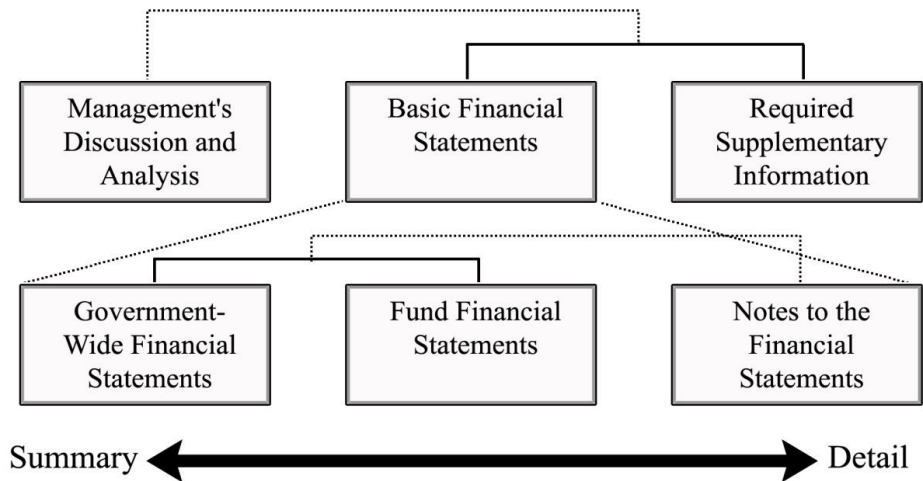 Management's
Discussion and
Analysis
Basic Financial
Statements
Required
Supplementary
Information
Government-
Wide Financial
Statements
Fund Financial
Statements
Notes to the
Financial
Statements
Summary
Detail